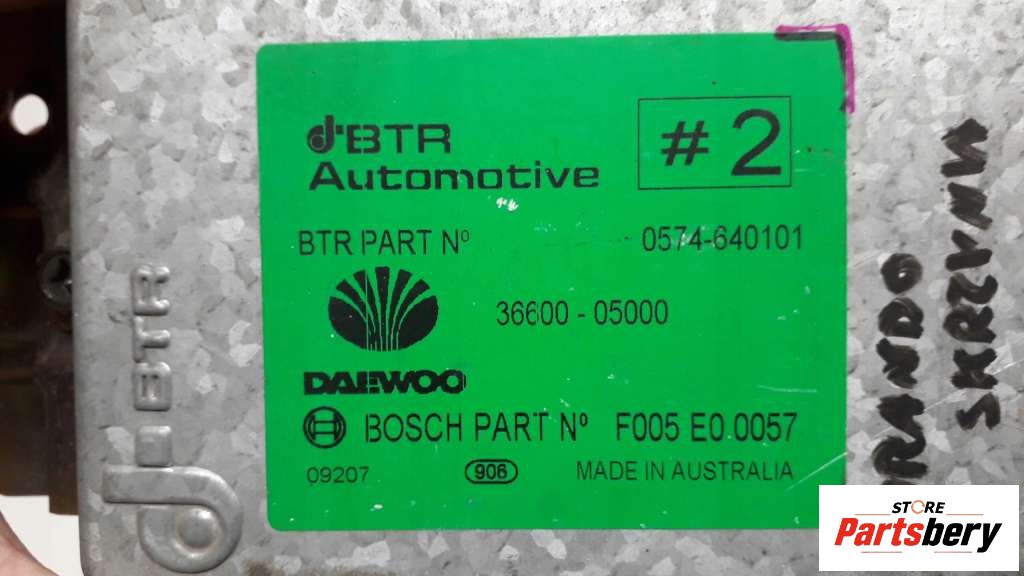 BTR
Automotive
# 2
BTR PART Nº 0574-640101
36600 - 05000
DAEWOO
BOSCH PART Nº F005 E0.0057
09207 906 MADE IN AUSTRALIA
BTR
STORE
Partsbery